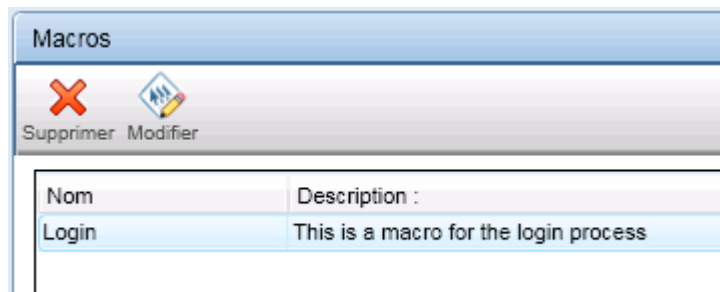 Macros
Supprimer Modifier
Nom Description :
Login This is a macro for the login process